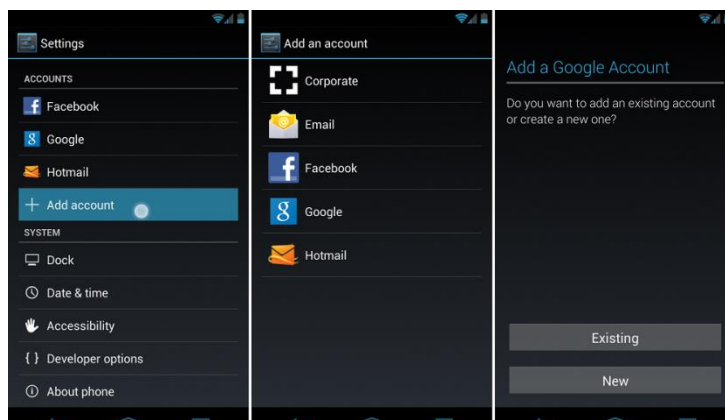 Settings
ACCOUNTS
Facebook
Google
Hotmail
Add account
SYSTEM
Dock
Date & time
Accessibility
Developer options
About phone
Add an account
Corporate
Email
Facebook
Google
Hotmail
Add a Google Account
Do you want to add an existing account
or create a new one?
Existing
New